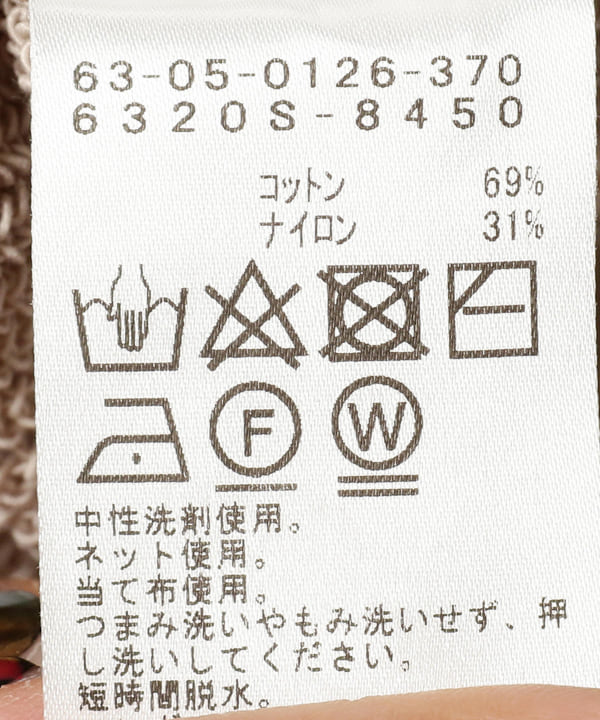 63-05-0126-370
6320S-8450
コットン 69%
ナイロン 31%
F W
中性洗剤使用。
ネット使用。
当て布使用。
つまみ洗いやもみ洗いせず、押
し洗いしてください。
短時間脱水。